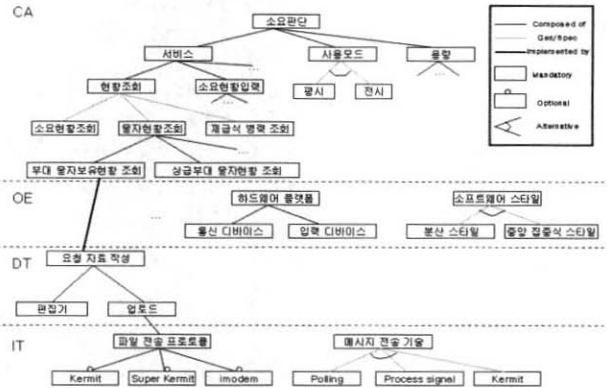 CA
소요판단
Composed of
Gen/Spec
Implemented by
Mandatory
Optional
Alternative
서비스
사용모드
용량
...
...
현황조회
소요현황입력
평시
전시
소요현황조회
물자현황조회
제급식 병력 조회
...
부대 물자보유현황 조회
상급부대 물자현황 조회
OE
...
하드웨어 플랫폼
소프트웨어 스타일
통신 디바이스
입력 디바이스
분산 스타일
중앙 집중식 스타일
DT
요청 자료 작성
편집기
업로드
IT
파일 전송 프로토콜
메시지 전송 기술
Kermit
Super Kermit
imodem
Polling
Process signal
Kermit